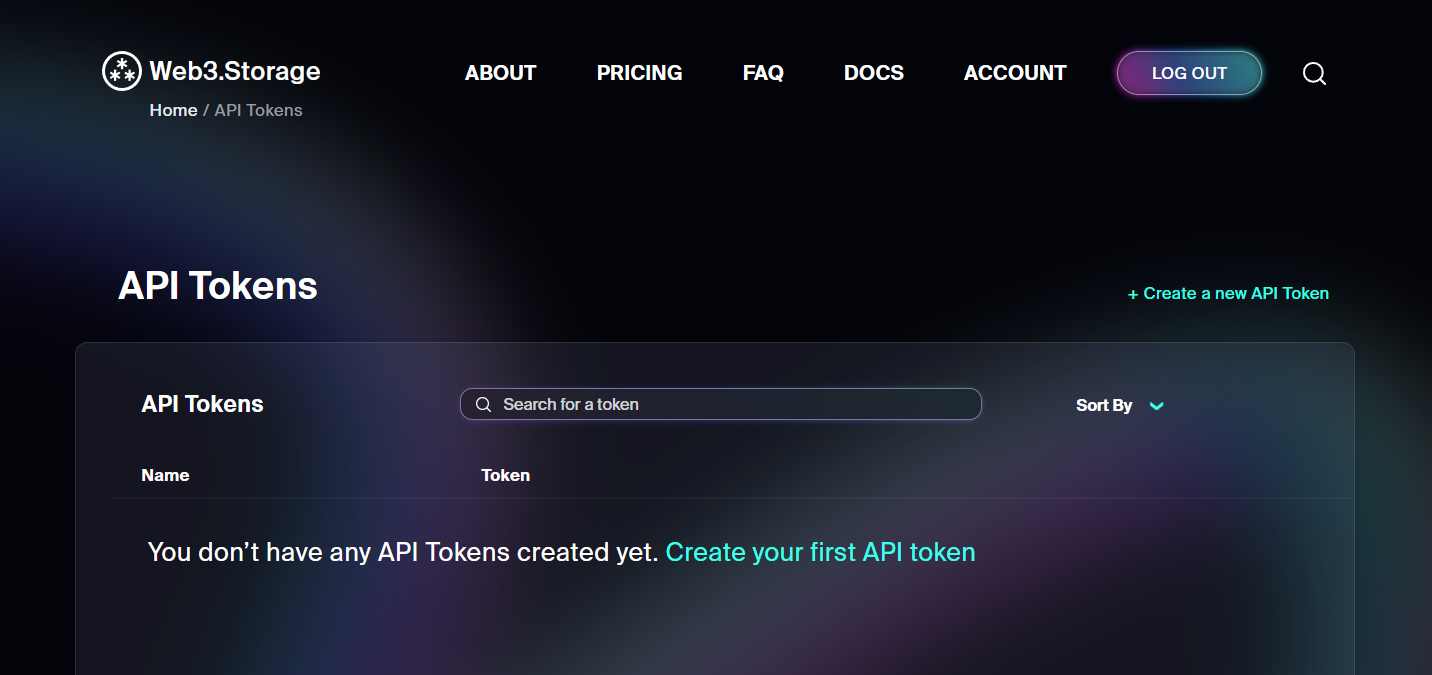 Web3.Storage ABOUT PRICING FAQ DOCS ACCOUNT LOG OUT
Home / API Tokens
API Tokens
+ Create a new API Token
API Tokens Search for a token Sort By
Name Token
You don’t have any API Tokens created yet. Create your first API token